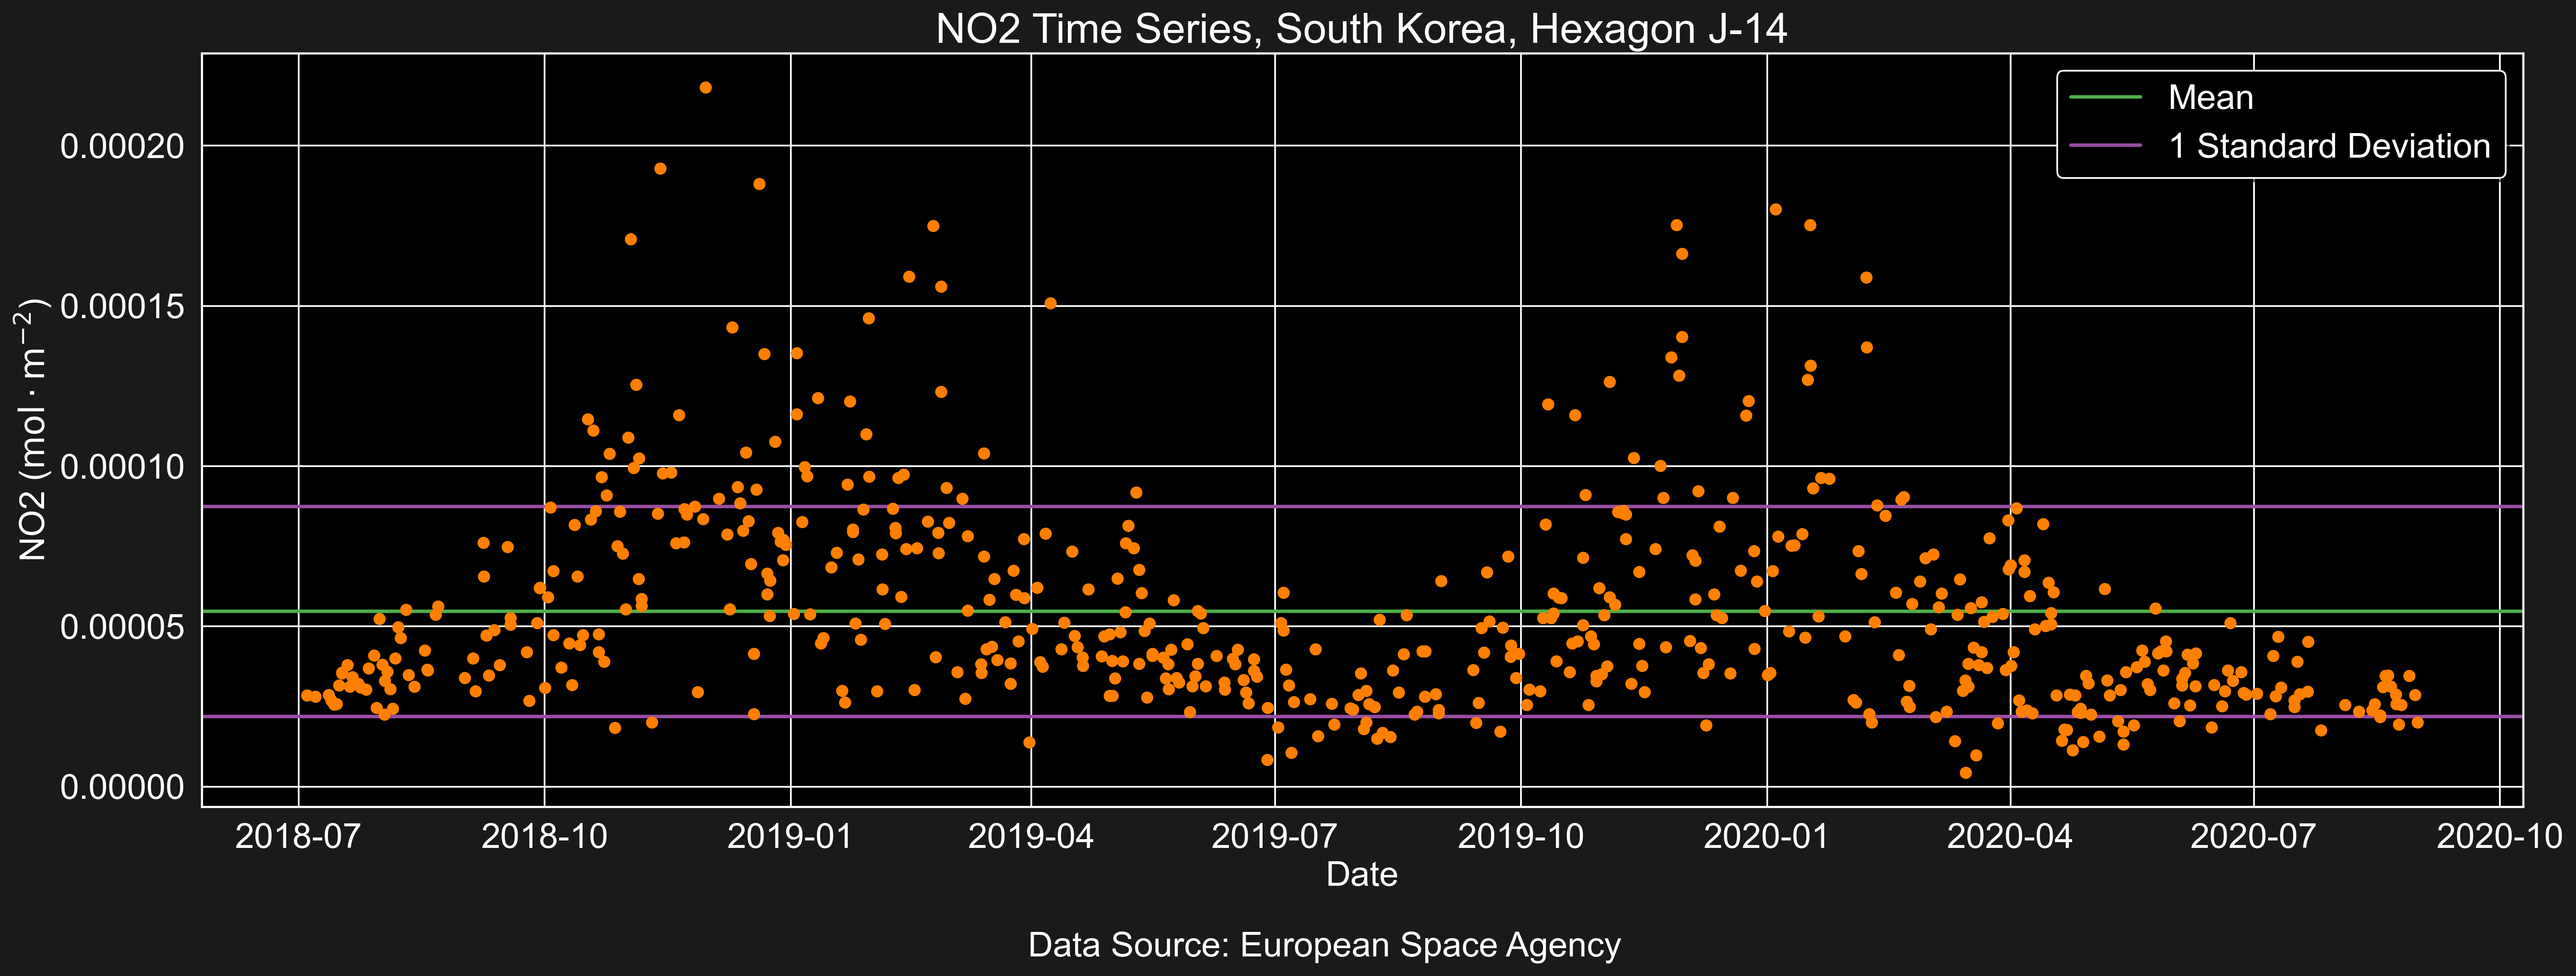 NO2 Time Series, South Korea, Hexagon J-14
Mean
1 Standard Deviation
NO2 (mol · m⁻²)
0.00020
0.00015
0.00010
0.00005
0.00000
2018-07 2018-10 2019-01 2019-04 2019-07 2019-10 2020-01 2020-04 2020-07 2020-10
Date
Data Source: European Space Agency